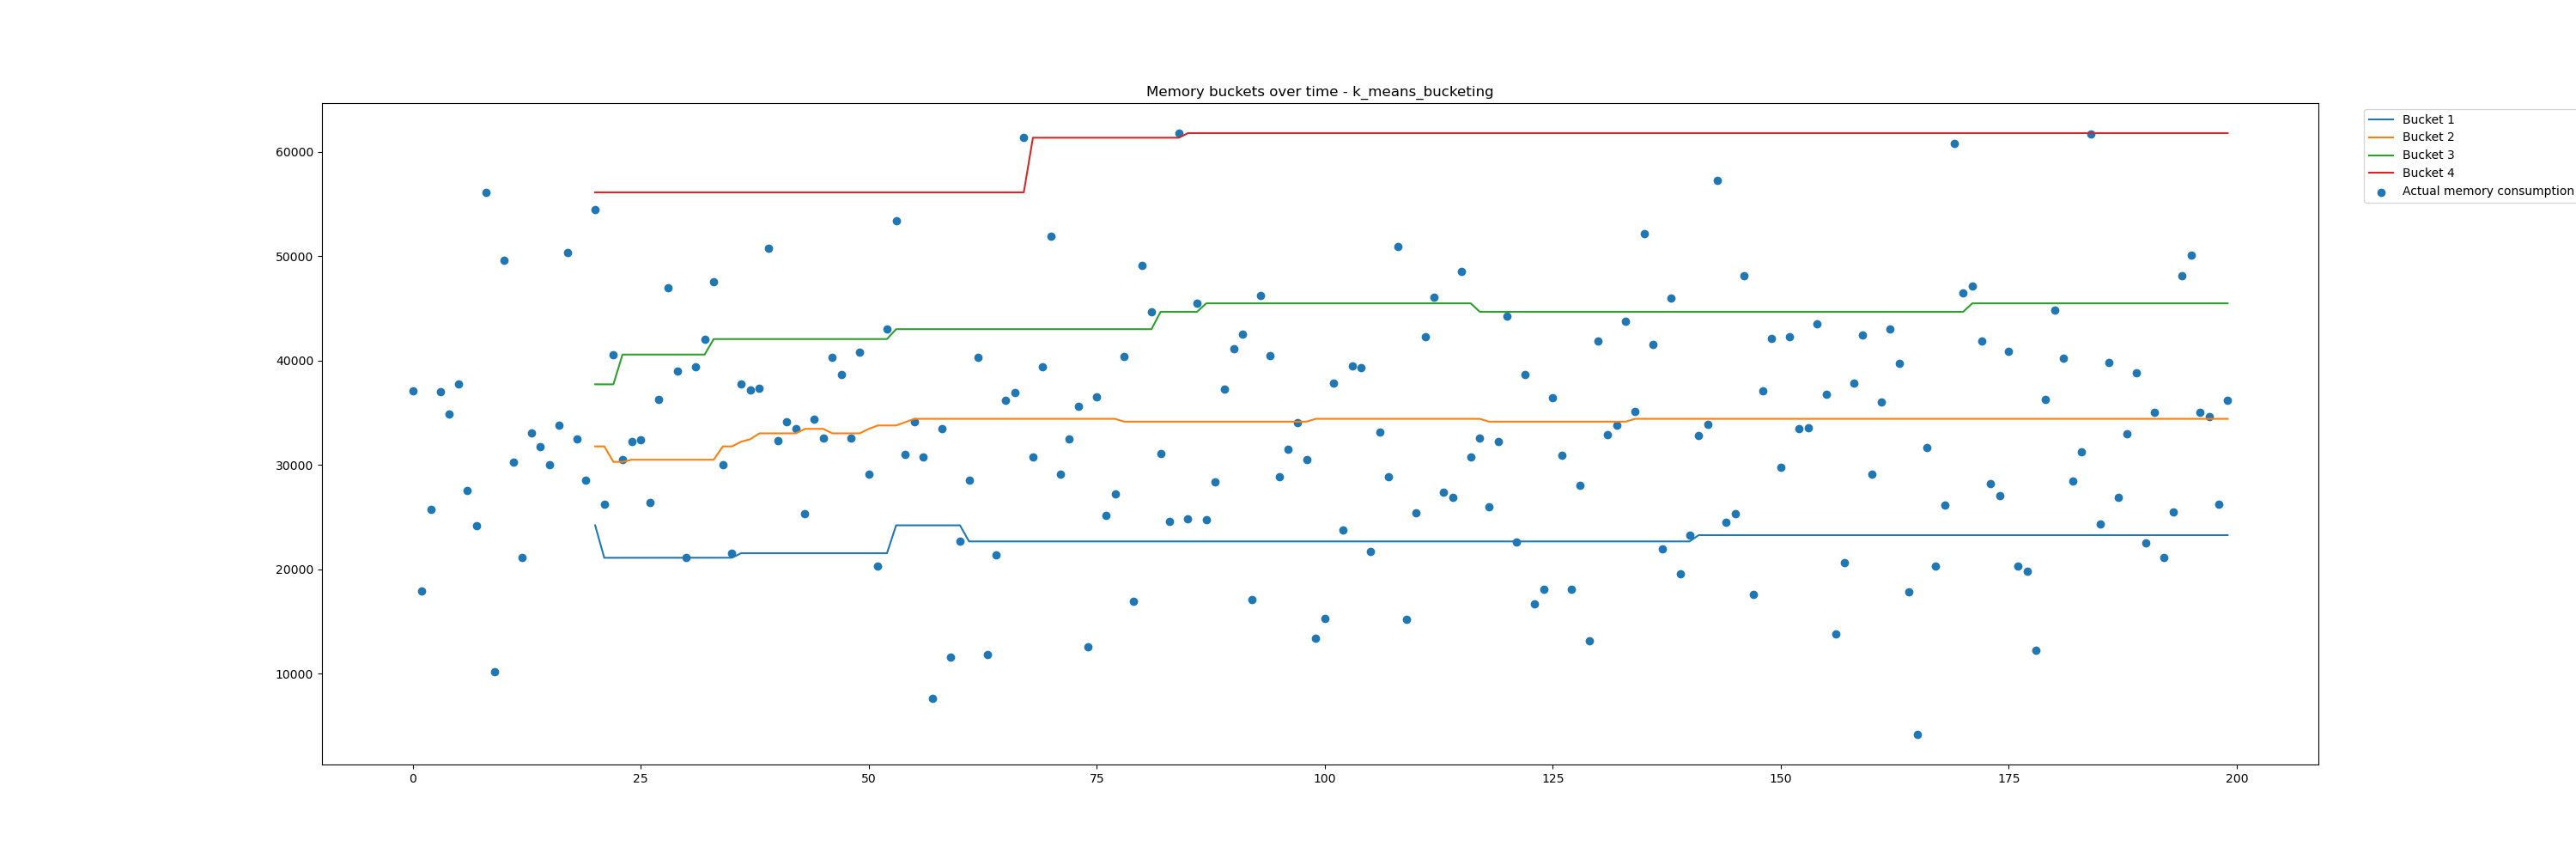 Memory buckets over time - k_means_bucketing
Bucket 1
Bucket 2
Bucket 3
Bucket 4
Actual memory consumption
60000
50000
40000
30000
20000
10000
0 25 50 75 100 125 150 175 200